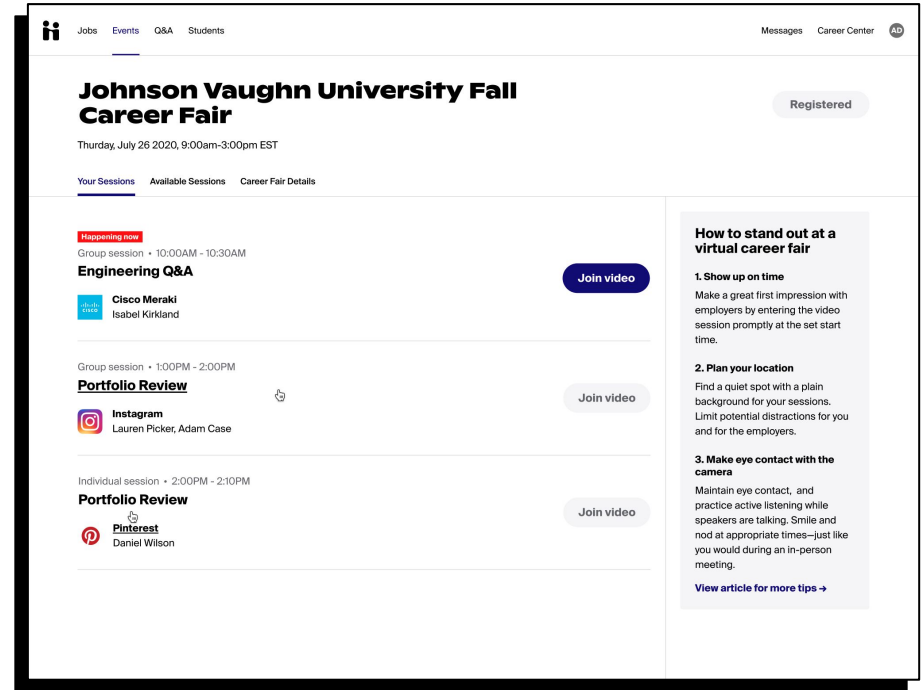 Jobs Events Q&A Students Messages Career Center AD
Johnson Vaughn University Fall
Career Fair
Registered
Thursday, July 26 2020, 9:00am-3:00pm EST
Your Sessions Available Sessions Career Fair Details
Happening now
Group session • 10:00AM - 10:30AM
Engineering Q&A
Join video
cisco
Cisco Meraki
Isabel Kirkland
Group session • 1:00PM - 2:00PM
Portfolio Review
Join video
Instagram
Lauren Picker, Adam Case
Individual session • 2:00PM - 2:10PM
Portfolio Review
Join video
Pinterest
Daniel Wilson
How to stand out at a
virtual career fair
1. Show up on time
Make a great first impression with
employers by entering the video
session promptly at the set start
time.
2. Plan your location
Find a quiet spot with a plain
background for your sessions.
Limit potential distractions for you
and for the employers.
3. Make eye contact with the
camera
Maintain eye contact, and
practice active listening while
speakers are talking. Smile and
nod at appropriate times—just like
you would during an in-person
meeting.
View article for more tips →